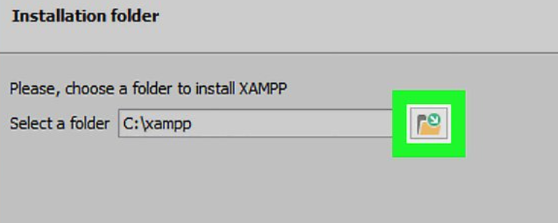 Installation folder
Please, choose a folder to install XAMPP
Select a folder C:\xampp